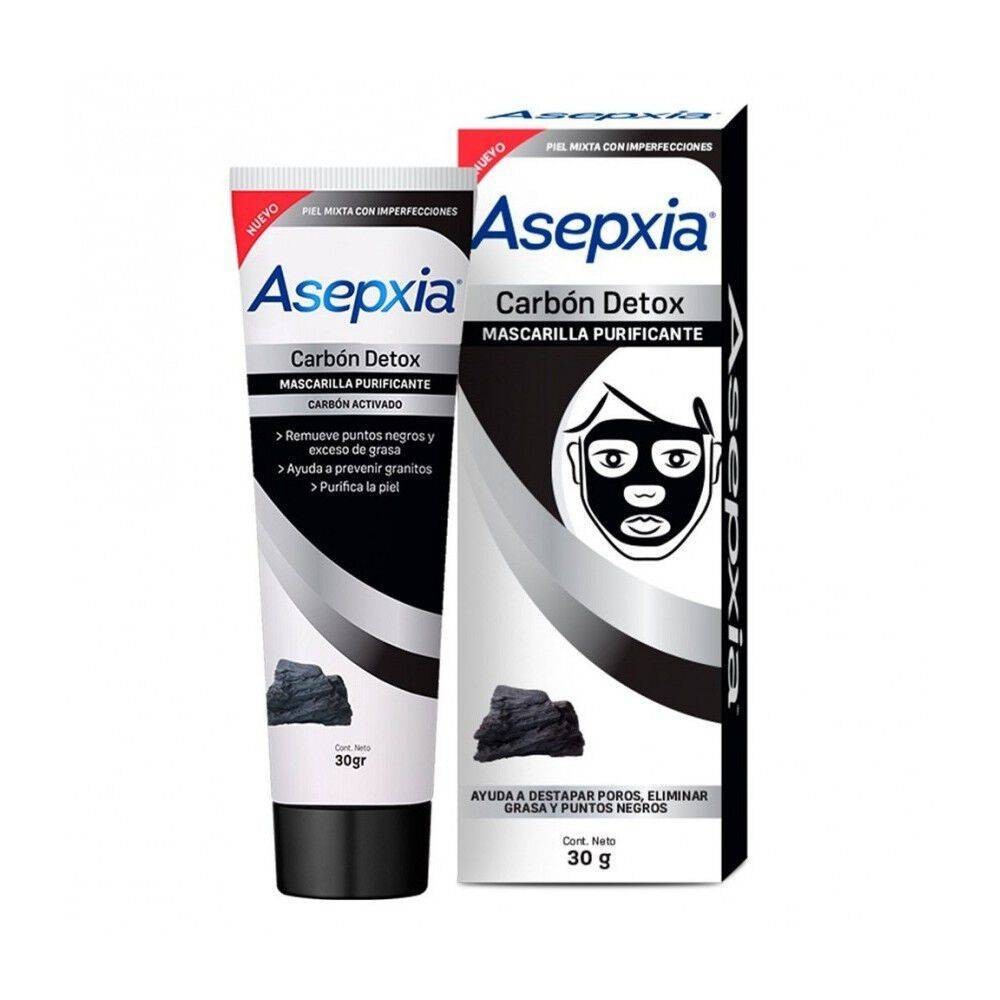 NUEVO
PIEL MIXTA CON IMPERFECCIONES
Asepxia®
Carbón Detox
MASCARILLA PURIFICANTE
CARBÓN ACTIVADO
> Remueve puntos negros y
exceso de grasa
> Ayuda a prevenir granitos
> Purifica la piel
Cont. Neto
30gr
Asepxia®
NUEVO
PIEL MIXTA CON IMPERFECCIONES
Asepxia®
Carbón Detox
MASCARILLA PURIFICANTE
AYUDA A DESTAPAR POROS, ELIMINAR
GRASA Y PUNTOS NEGROS
Cont. Neto
30 g
Asepxia®